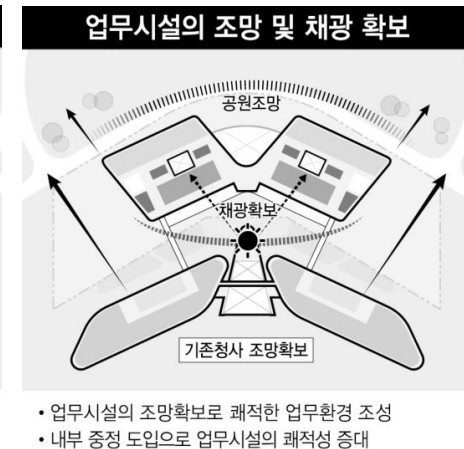 업무시설의 조망 및 채광 확보
공원조망
채광확보
기존청사 조망확보
• 업무시설의 조망확보로 쾌적한 업무환경 조성
• 내부 중정 도입으로 업무시설의 쾌적성 증대